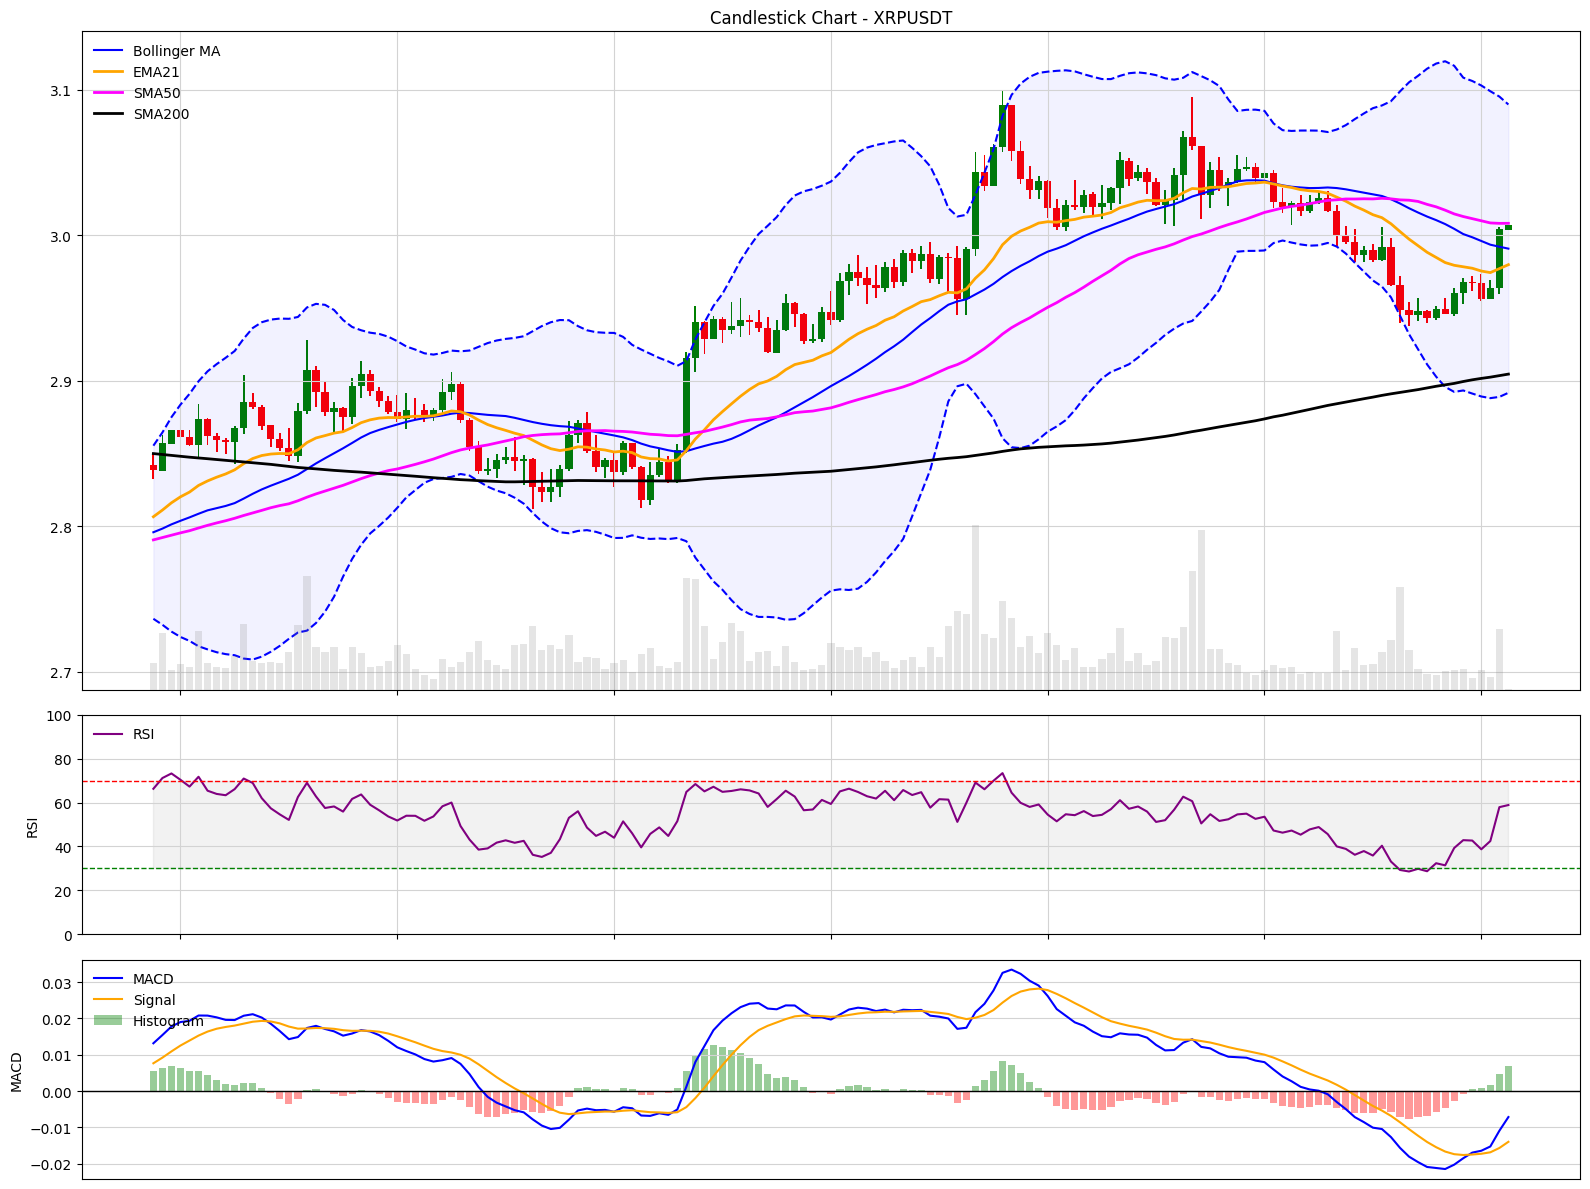 Candlestick Chart - XRPUSDT
Bollinger MA
EMA21
SMA50
SMA200
3.1
3.0
2.9
2.8
2.7
RSI
100
80
60
40
20
0
RSI
MACD
Signal
Histogram
0.03
0.02
0.01
0.00
−0.01
−0.02
MACD